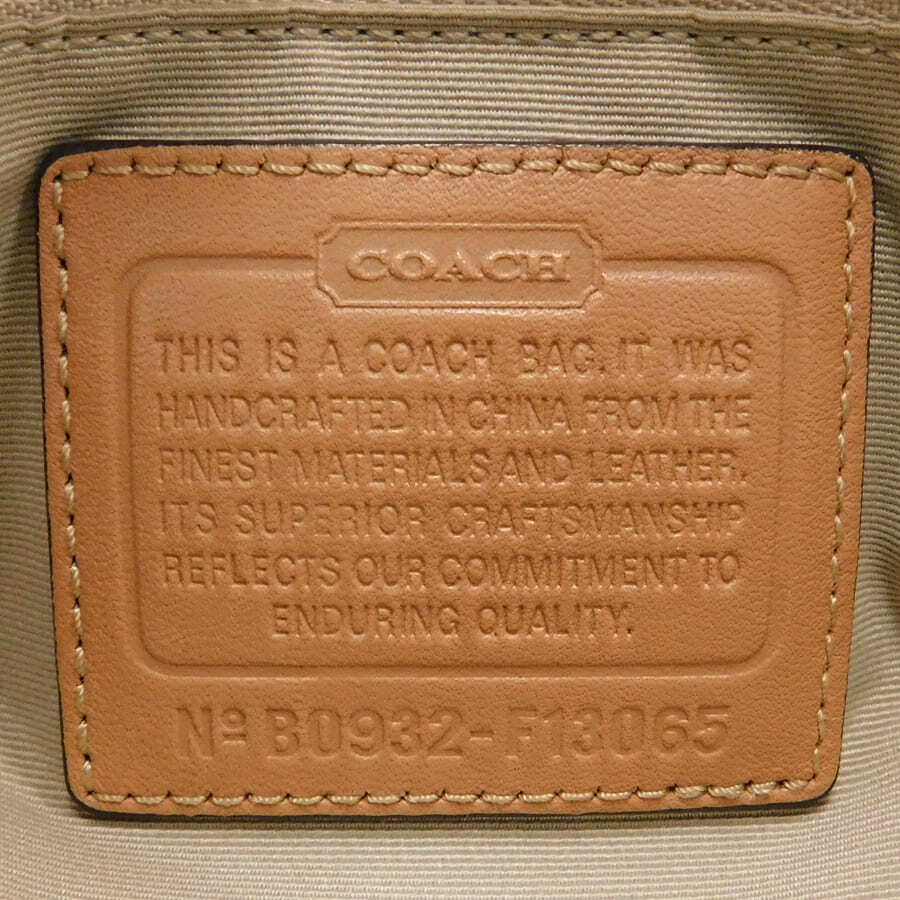 COACH
THIS IS A COACH BAG. IT WAS
HANDCRAFTED IN CHINA FROM THE
FINEST MATERIALS AND LEATHER.
ITS SUPERIOR CRAFTSMANSHIP
REFLECTS OUR COMMITMENT TO
ENDURING QUALITY.
Nº B0932-F13065